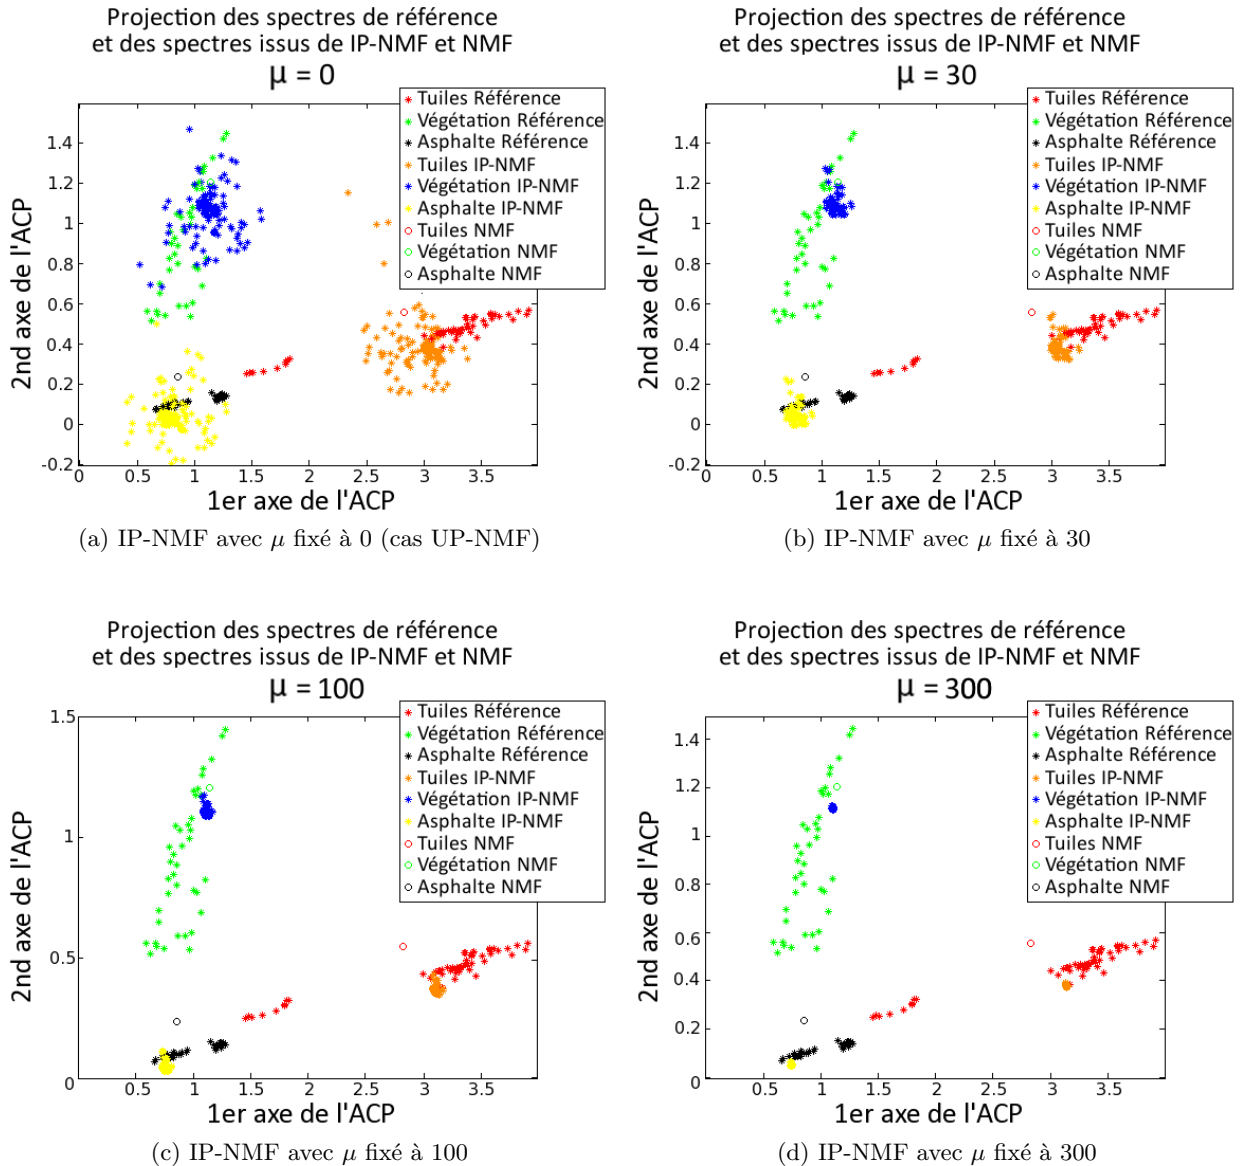 Projection des spectres de référence
et des spectres issus de IP-NMF et NMF
μ = 0
Tuiles Référence
Végétation Référence
Asphalte Référence
Tuiles IP-NMF
Végétation IP-NMF
Asphalte IP-NMF
Tuiles NMF
Végétation NMF
Asphalte NMF
2nd axe de l'ACP
1.4
1.2
1
0.8
0.6
0.4
0.2
0
-0.2
0 0.5 1 1.5 2 2.5 3 3.5
1er axe de l'ACP
(a) IP-NMF avec μ fixé à 0 (cas UP-NMF)
Projection des spectres de référence
et des spectres issus de IP-NMF et NMF
μ = 30
Tuiles Référence
Végétation Référence
Asphalte Référence
Tuiles IP-NMF
Végétation IP-NMF
Asphalte IP-NMF
Tuiles NMF
Végétation NMF
Asphalte NMF
2nd axe de l'ACP
1.4
1.2
1
0.8
0.6
0.4
0.2
0
-0.2
0 0.5 1 1.5 2 2.5 3 3.5
1er axe de l'ACP
(b) IP-NMF avec μ fixé à 30
Projection des spectres de référence
et des spectres issus de IP-NMF et NMF
μ = 100
Tuiles Référence
Végétation Référence
Asphalte Référence
Tuiles IP-NMF
Végétation IP-NMF
Asphalte IP-NMF
Tuiles NMF
Végétation NMF
Asphalte NMF
2nd axe de l'ACP
1.5
1
0.5
0
0.5 1 1.5 2 2.5 3 3.5
1er axe de l'ACP
(c) IP-NMF avec μ fixé à 100
Projection des spectres de référence
et des spectres issus de IP-NMF et NMF
μ = 300
Tuiles Référence
Végétation Référence
Asphalte Référence
Tuiles IP-NMF
Végétation IP-NMF
Asphalte IP-NMF
Tuiles NMF
Végétation NMF
Asphalte NMF
2nd axe de l'ACP
1.4
1.2
1
0.8
0.6
0.4
0.2
0
0.5 1 1.5 2 2.5 3 3.5
1er axe de l'ACP
(d) IP-NMF avec μ fixé à 300